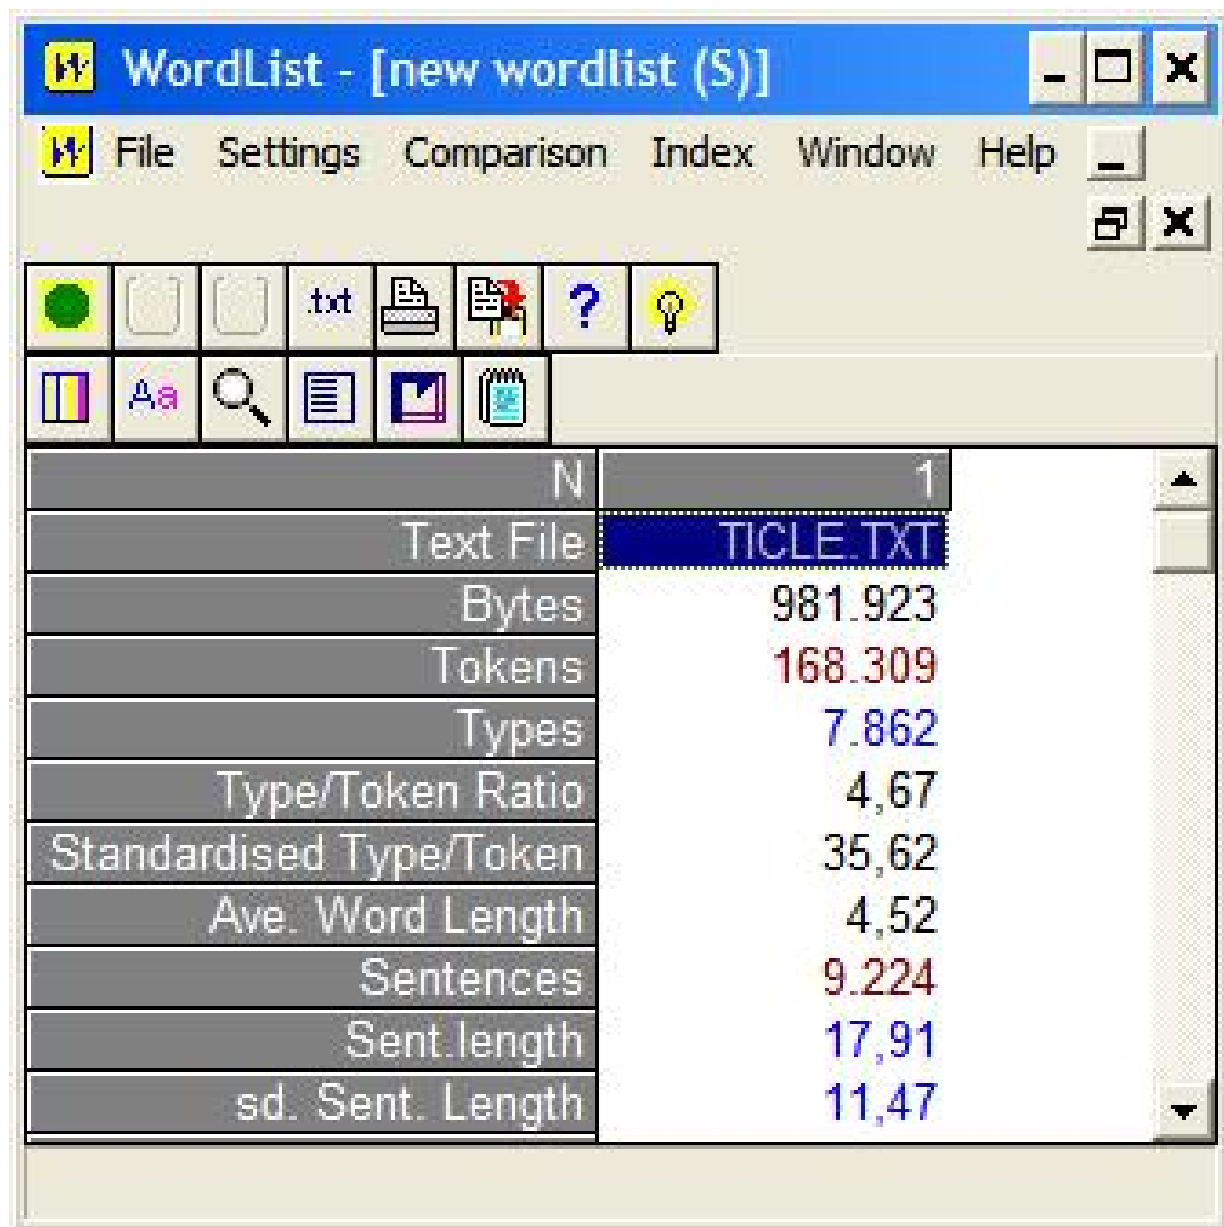 WordList - [new wordlist (S)]
File Settings Comparison Index Window Help
.txt ?
Aa
N 1
Text File TICLE.TXT
Bytes 981.923
Tokens 168.309
Types 7.862
Type/Token Ratio 4,67
Standardised Type/Token 35,62
Ave. Word Length 4,52
Sentences 9.224
Sent.length 17,91
sd. Sent. Length 11,47